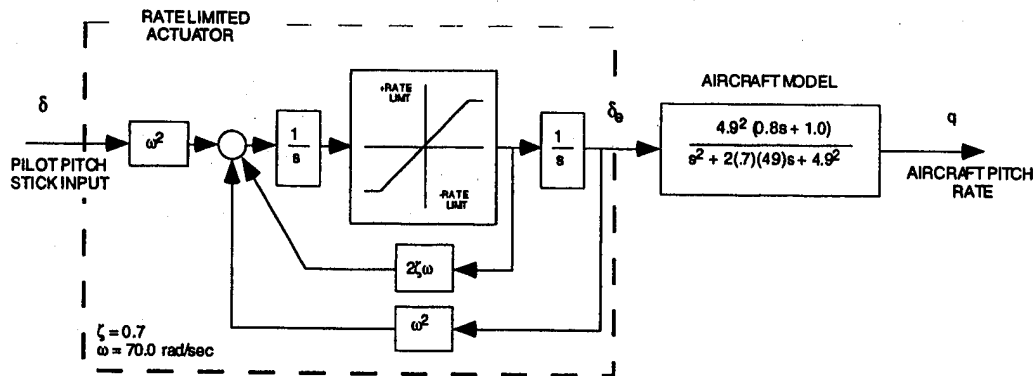 RATE LIMITED
ACTUATOR
δ
PILOT PITCH
STICK INPUT
ω²
1
s
+RATE
LIMIT
-RATE
LIMIT
1
s
δe
AIRCRAFT MODEL
4.9² (0.8s + 1.0)
s² + 2(.7)(4.9)s + 4.9²
q
AIRCRAFT PITCH
RATE
2ζω
ω²
ζ = 0.7
ω = 70.0 rad/sec